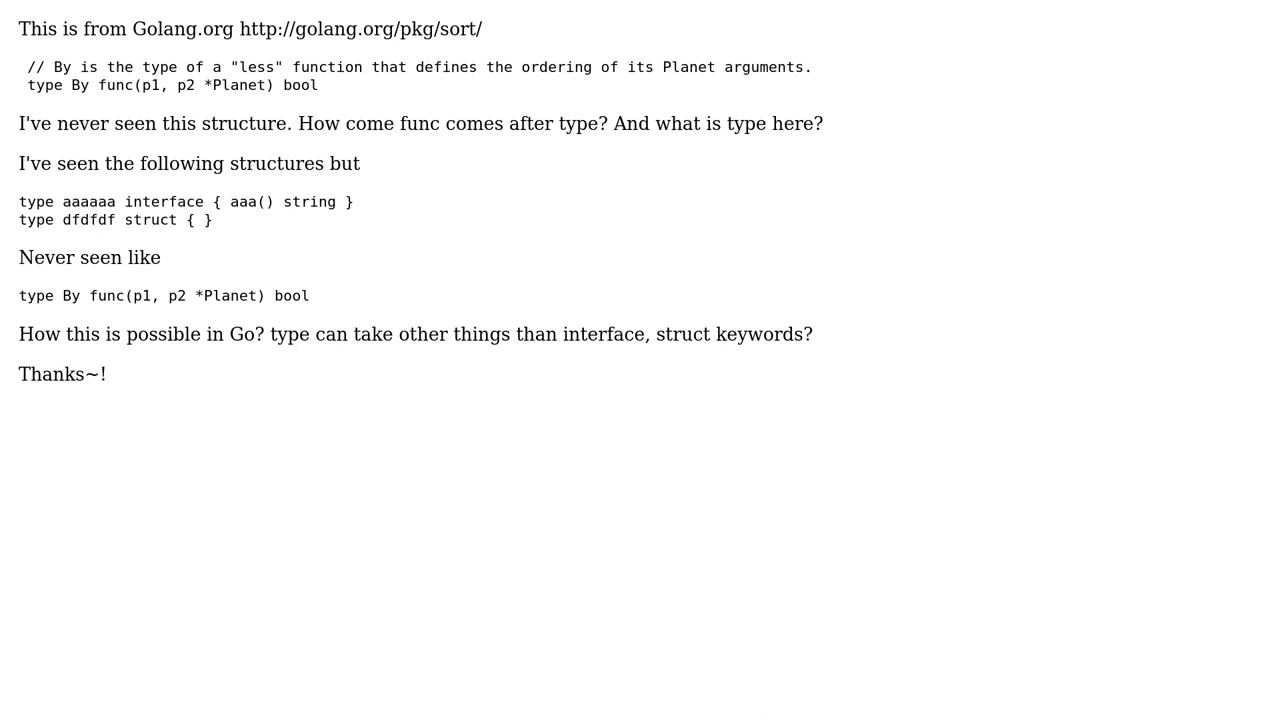 This is from Golang.org http://golang.org/pkg/sort/
// By is the type of a "less" function that defines the ordering of its Planet arguments.
type By func(p1, p2 *Planet) bool
I've never seen this structure. How come func comes after type? And what is type here?
I've seen the following structures but
type aaaaaa interface { aaa() string }
type dfdfdf struct { }
Never seen like
type By func(p1, p2 *Planet) bool
How this is possible in Go? type can take other things than interface, struct keywords?
Thanks~!